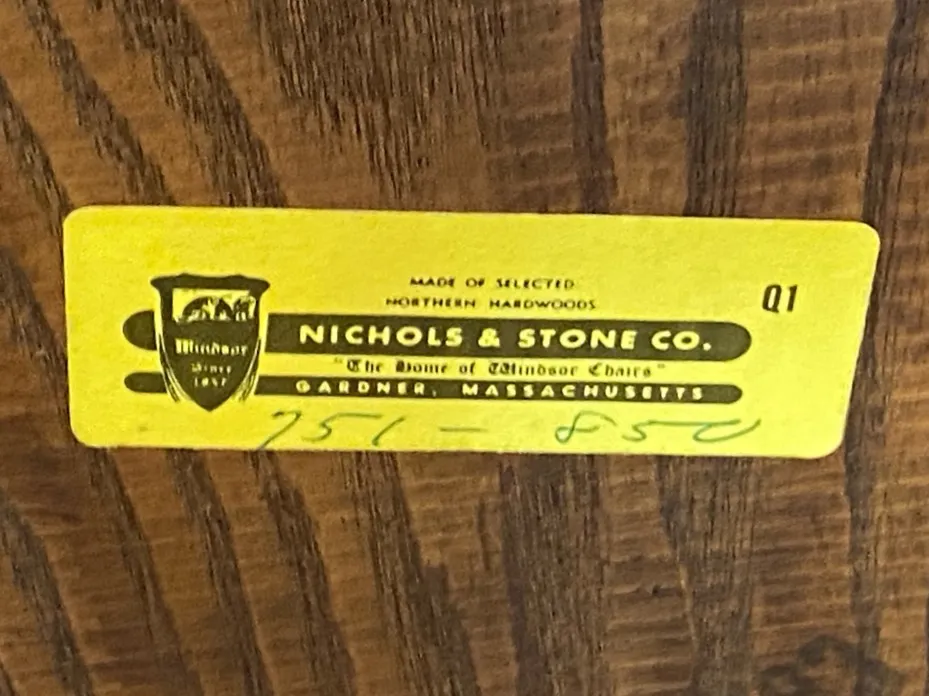 MADE OF SELECTED
NORTHERN HARDWOODS
Q1
NICHOLS & STONE CO.
"The Home of Windsor Chairs"
GARDNER, MASSACHUSETTS
Windsor
Since
1857
751 - 850